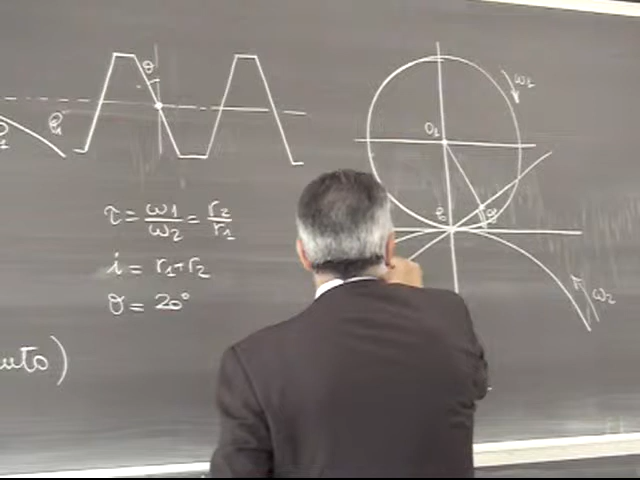 θ
ω1
O1
τ = ω1/ω2 = r2/r1
i = r1+r2
θ = 20°
ω2
uto)